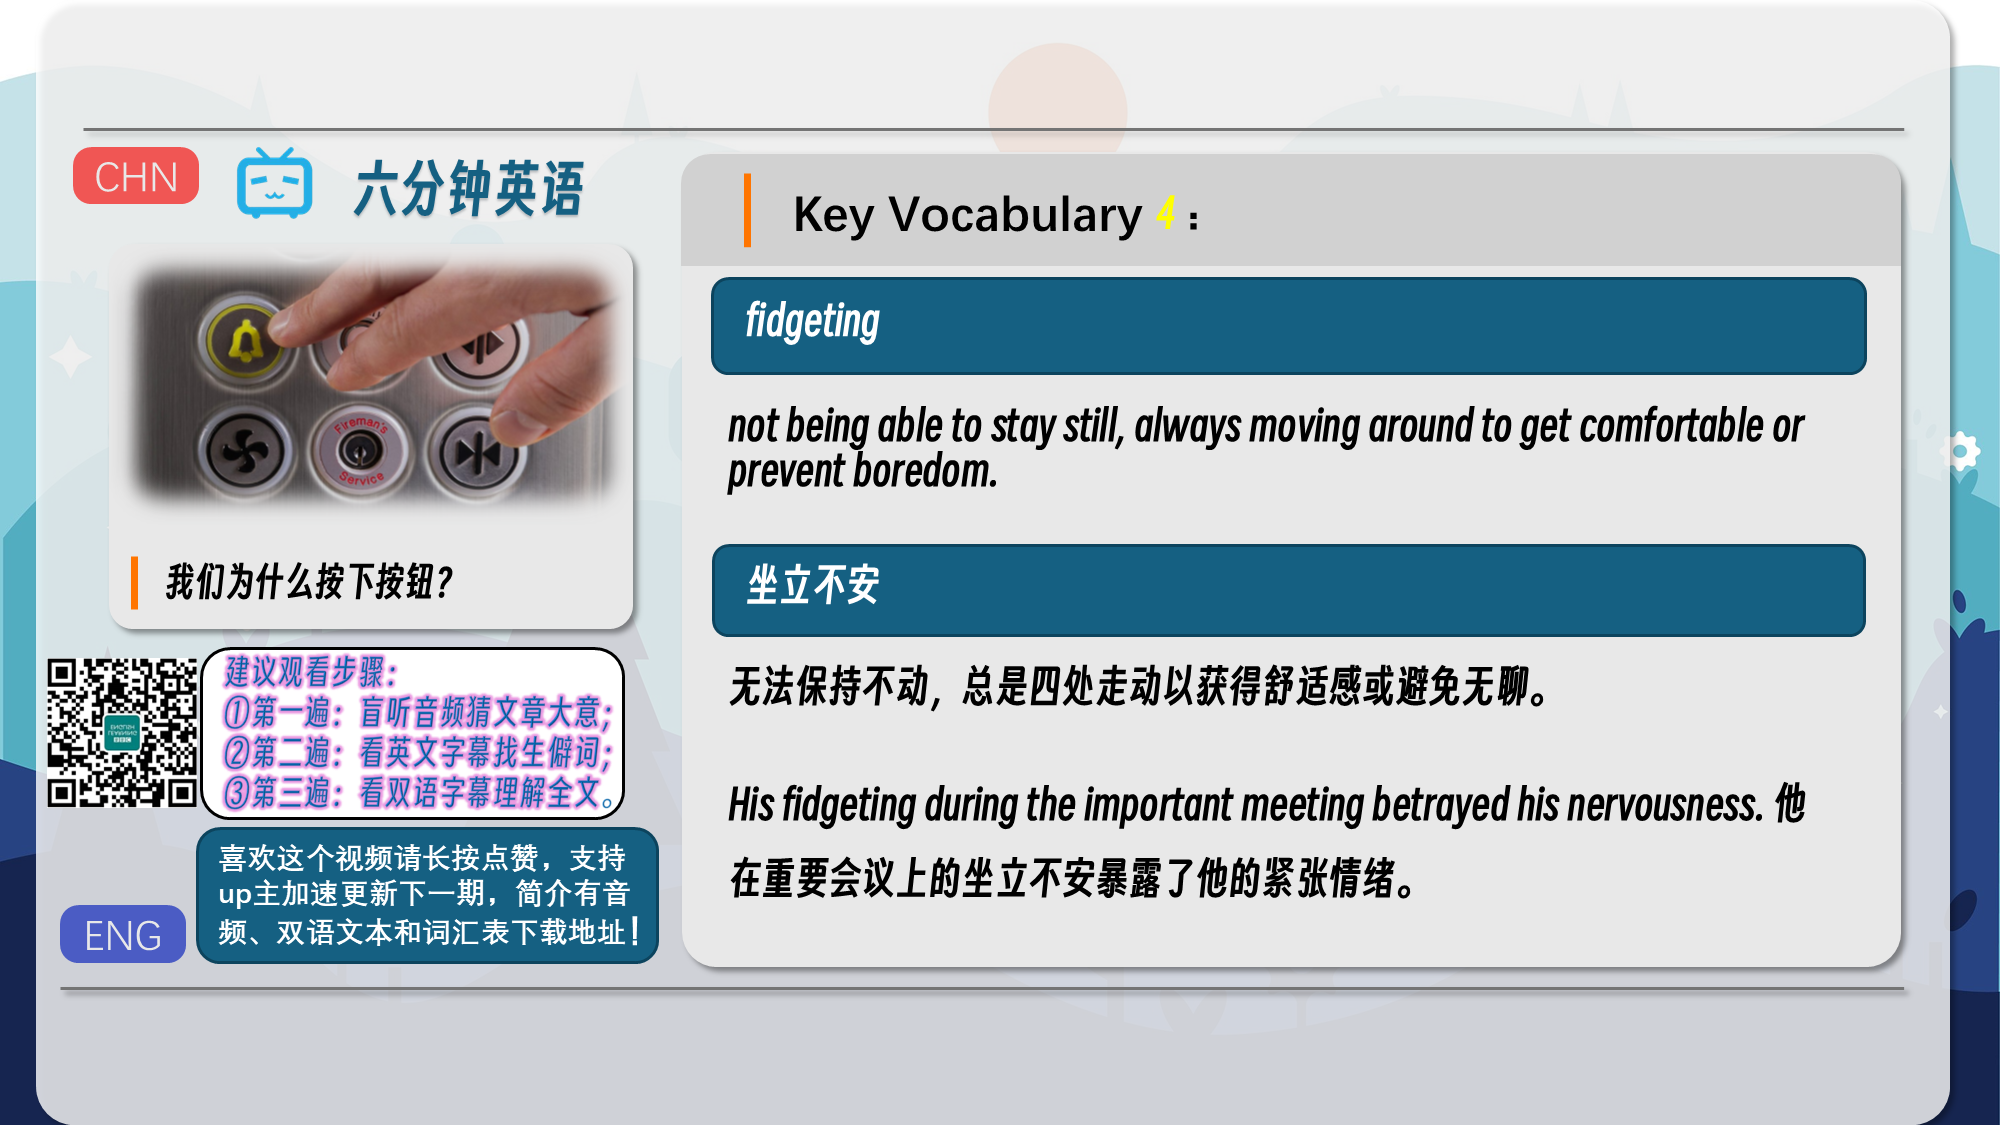 CHN
六分钟英语
Fireman's
Service
我们为什么按下按钮?
建议观看步骤:
①第一遍: 盲听音频猜文章大意;
②第二遍: 看英文字幕找生僻词;
③第三遍: 看双语字幕理解全文。
喜欢这个视频请长按点赞, 支持
up主加速更新下一期, 简介有音
频、双语文本和词汇表下载地址!
ENG
Key Vocabulary 4 :
fidgeting
not being able to stay still, always moving around to get comfortable or
prevent boredom.
坐立不安
无法保持不动, 总是四处走动以获得舒适感或避免无聊。
His fidgeting during the important meeting betrayed his nervousness. 他
在重要会议上的坐立不安暴露了他的紧张情绪。